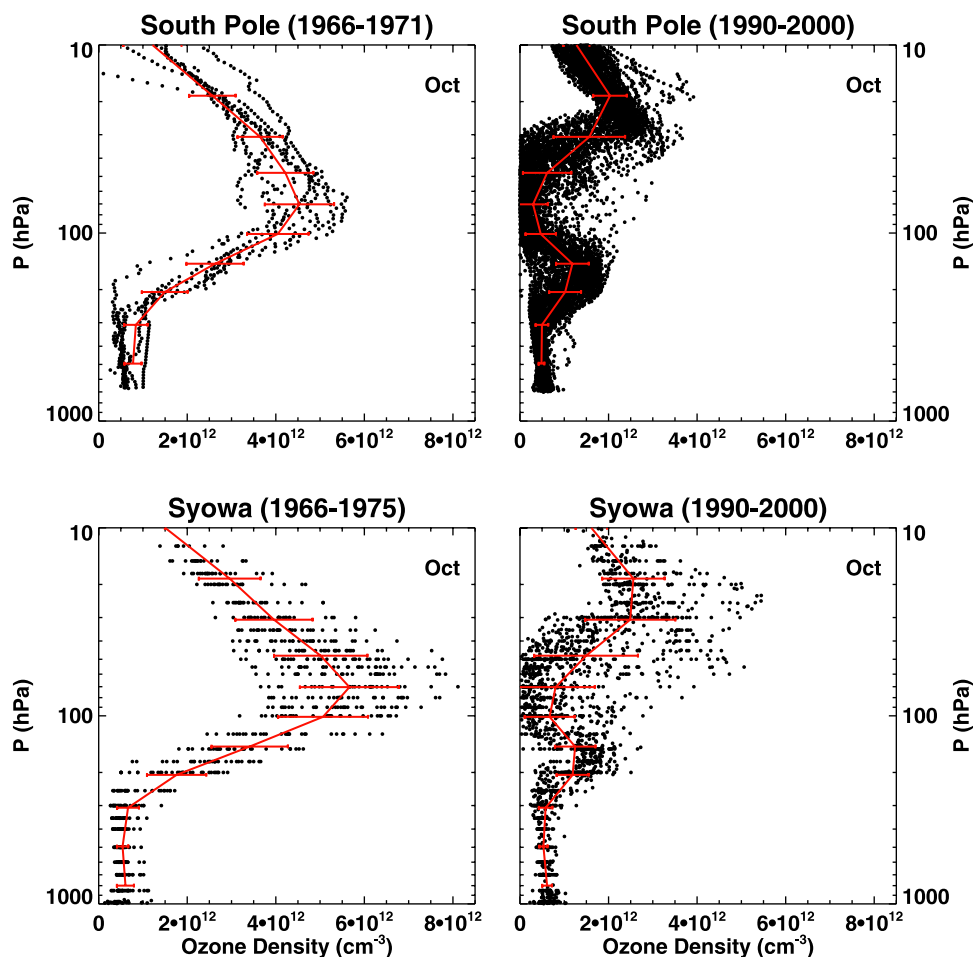 South Pole (1966-1971)
South Pole (1990-2000)
10
Oct
Oct
10
P (hPa)
100
100
P (hPa)
1000
1000
0 2•10¹² 4•10¹² 6•10¹² 8•10¹²
0 2•10¹² 4•10¹² 6•10¹² 8•10¹²
Syowa (1966-1975)
Syowa (1990-2000)
10
Oct
Oct
10
P (hPa)
100
100
P (hPa)
1000
1000
0 2•10¹² 4•10¹² 6•10¹² 8•10¹²
0 2•10¹² 4•10¹² 6•10¹² 8•10¹²
Ozone Density (cm⁻³)
Ozone Density (cm⁻³)